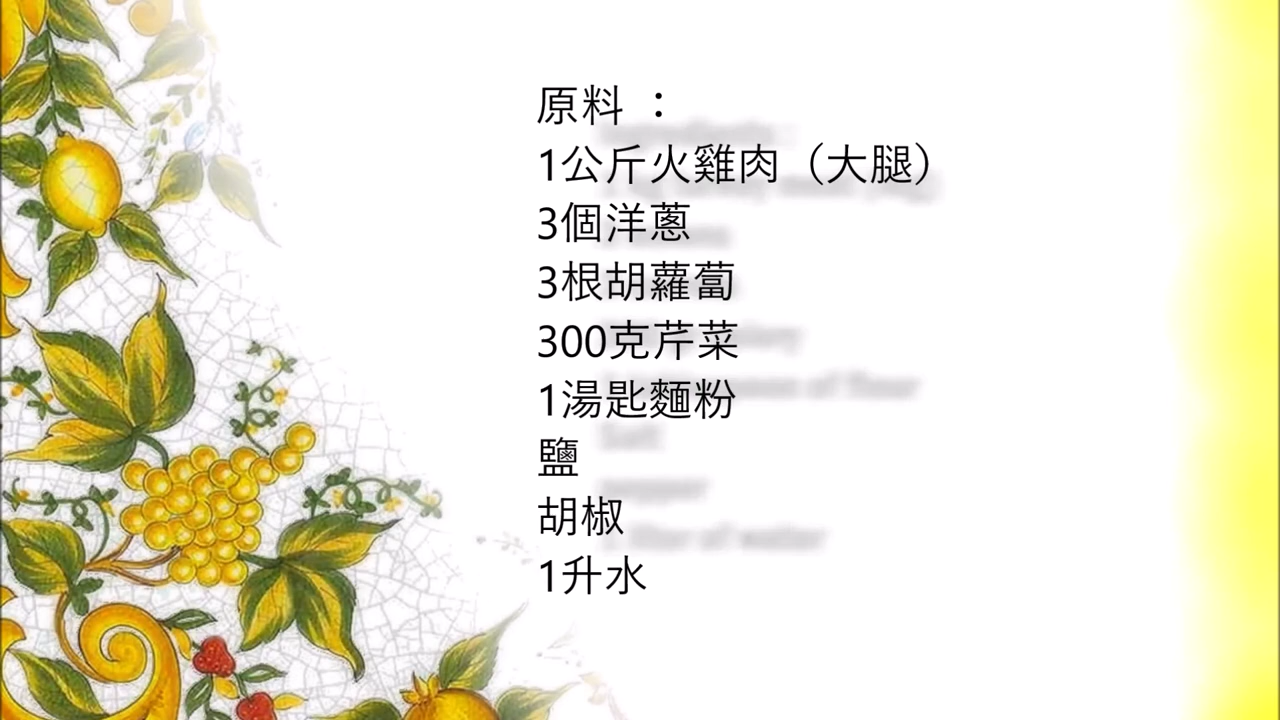 原料 ：
1公斤火雞肉（大腿）
3個洋蔥
3根胡蘿蔔
300克芹菜
1湯匙麵粉
鹽
胡椒
1升水